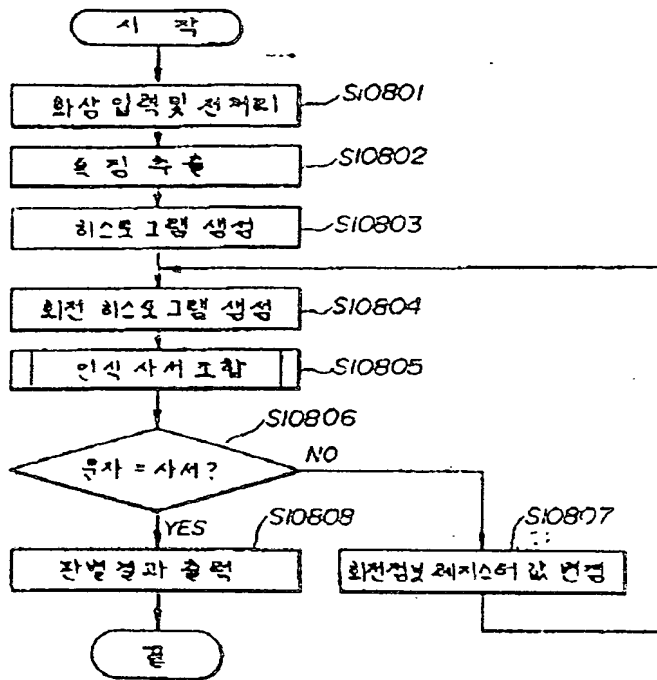 시 작
화상 입력 및 전처리
S10801
특징 추출
S10802
히스토그램 생성
S10803
회전 히스토그램 생성
S10804
인식 사서 조합
S10805
S10806
문자 = 사서?
NO
YES
S10808
S10807
판별결과 출력
회전점보 레지스터 값 변경
끝